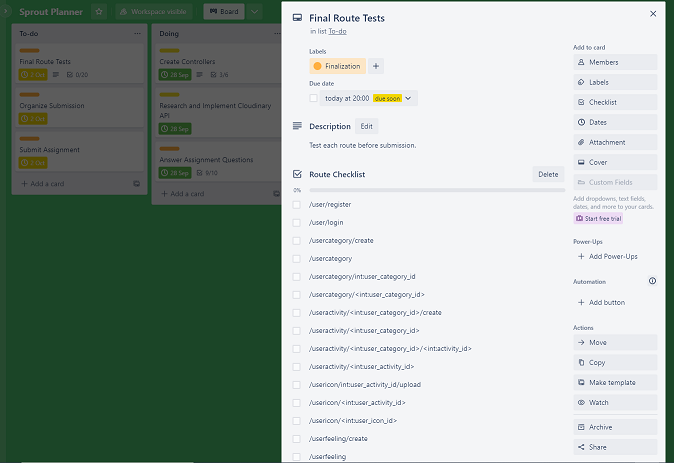 Sprout Planner
Workspace visible
Board
To-do
Final Route Tests
2 Oct
0/20
Organize Submission
2 Oct
Submit Assignment
2 Oct
+ Add a card
Doing
Create Controllers
28 Sep
Research and Implement Cloudinary
API
28 Sep
Answer Assignment Questions
28 Sep
0/10
+ Add a card
Final Route Tests
in list To-do
Labels
Finalization
+
Due date
today at 20:00 due soon
Description
Edit
Test each route before submission.
Route Checklist
Delete
0%
/user/register
/user/login
/usercategory/create
/usercategory
/usercategory/int:user_category_id
/usercategory/<int:user_category_id>
/useractivity/<int:user_category_id>/create
/useractivity/<int:user_category_id>
/useractivity/<int:user_category_id>/<int:activity_id>
/useractivity/<int:user_activity_id>
/usericon/int:user_activity_id/upload
/usericon/<int:user_activity_id>
/usericon/<int:user_icon_id>
/userfeeling/create
/userfeeling
Add to card
Members
Labels
Checklist
Dates
Attachment
Cover
Custom Fields
Add dropdowns, text fields,
dates, and more to your cards.
Start free trial
Power-Ups
+ Add Power-Ups
Automation
+ Add button
Actions
Move
Copy
Make template
Watch
Archive
Share